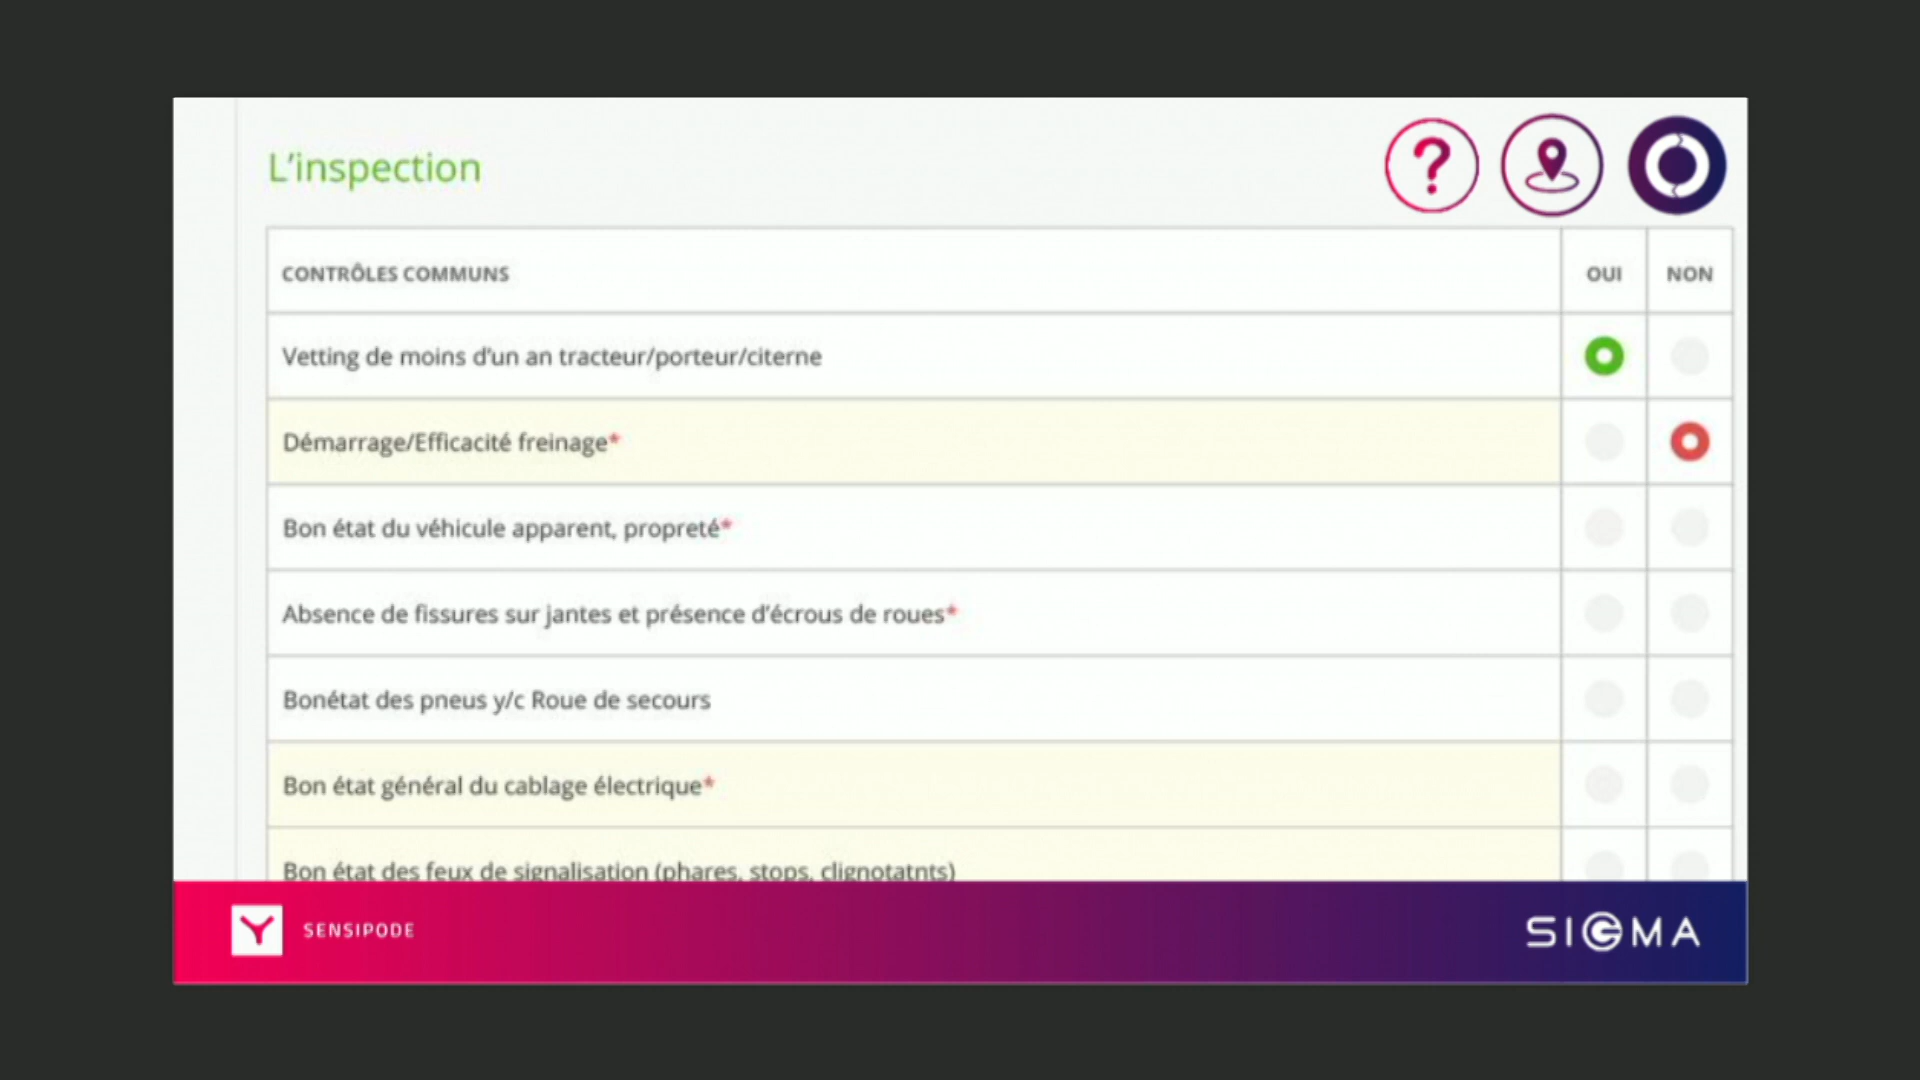 L'inspection
CONTRÔLES COMMUNS OUI NON
Vetting de moins d'un an tracteur/porteur/citerne
Démarrage/Efficacité freinage*
Bon état du véhicule apparent, propreté*
Absence de fissures sur jantes et présence d'écrous de roues*
Bonétat des pneus y/c Roue de secours
Bon état général du cablage électrique*
Bon état des feux de signalisation (phares, stops, clignotatnts)
SENSIPODE
SIGMA